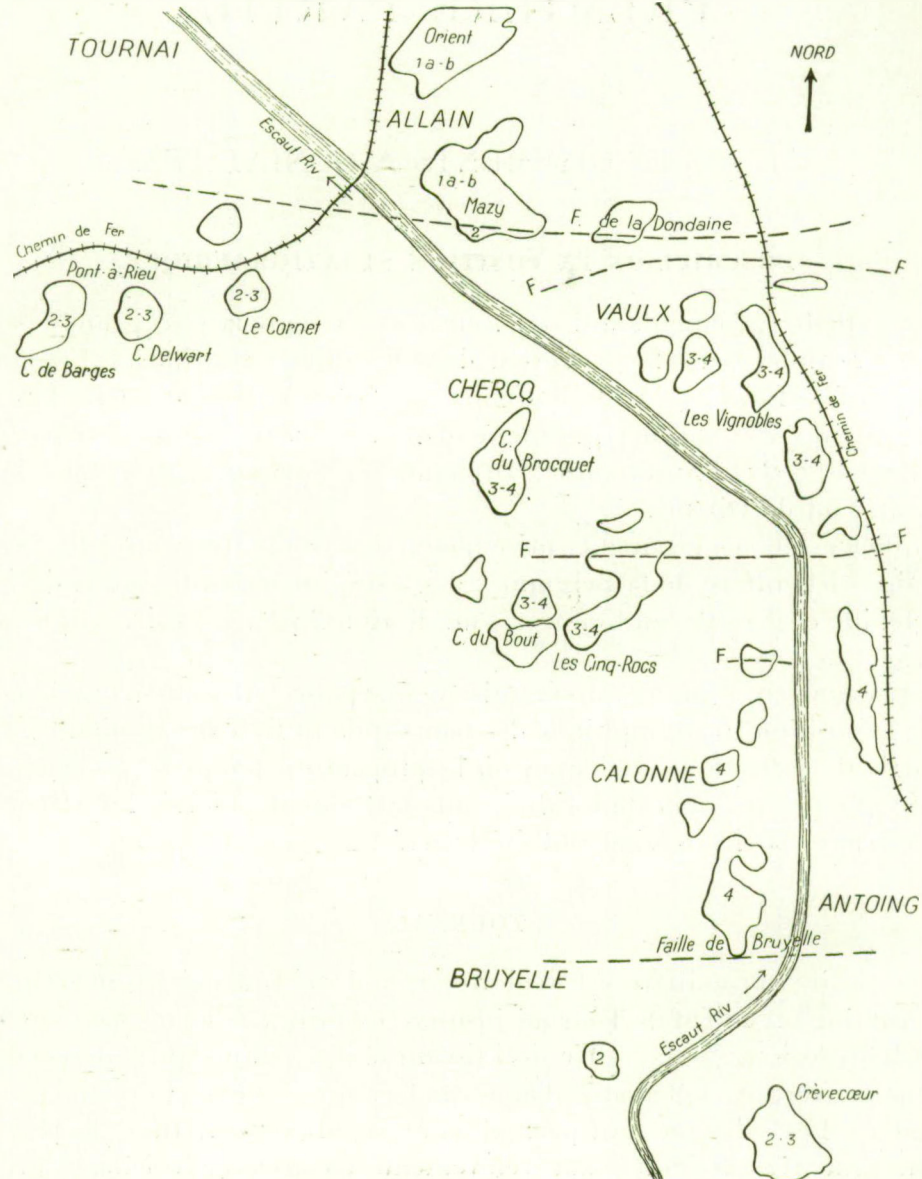 Orient
1a-b
TOURNAI
NORD
ALLAIN
Escaut Riv
1a-b
Mazy
2
F. de la Dondaine
Chemin de Fer
Pont-à-Rieu
F
F
2-3
2-3
2-3
Le Cornet
C. Delwart
C. de Barges
VAULX
3-4
3-4
Les Vignobles
Chemin de Fer
CHERCQ
C.
du Brocquet
3-4
3-4
F
F
3-4
3-4
C. du Bout
Les Cinq-Rocs
F
4
CALONNE
4
4
ANTOING
Faille de Bruyelle
BRUYELLE
Escaut Riv
2
Crèvecœur
2-3